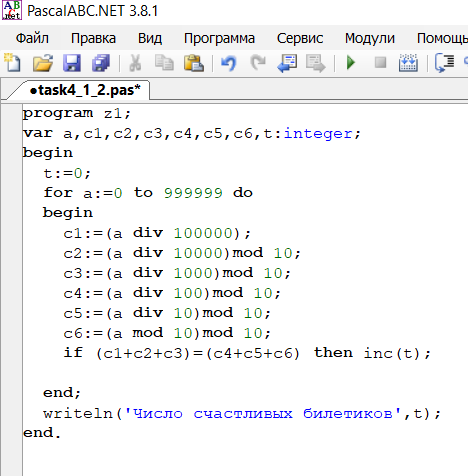 PascalABC.NET 3.8.1
Файл Правка Вид Программа Сервис Модули Помощь
●task4_1_2.pas*
program z1;
var a,c1,c2,c3,c4,c5,c6,t:integer;
begin
t:=0;
for a:=0 to 999999 do
begin
c1:=(a div 100000);
c2:=(a div 10000)mod 10;
c3:=(a div 1000)mod 10;
c4:=(a div 100)mod 10;
c5:=(a div 10)mod 10;
c6:=(a mod 10)mod 10;
if (c1+c2+c3)=(c4+c5+c6) then inc(t);
end;
writeln('Число счастливых билетиков',t);
end.